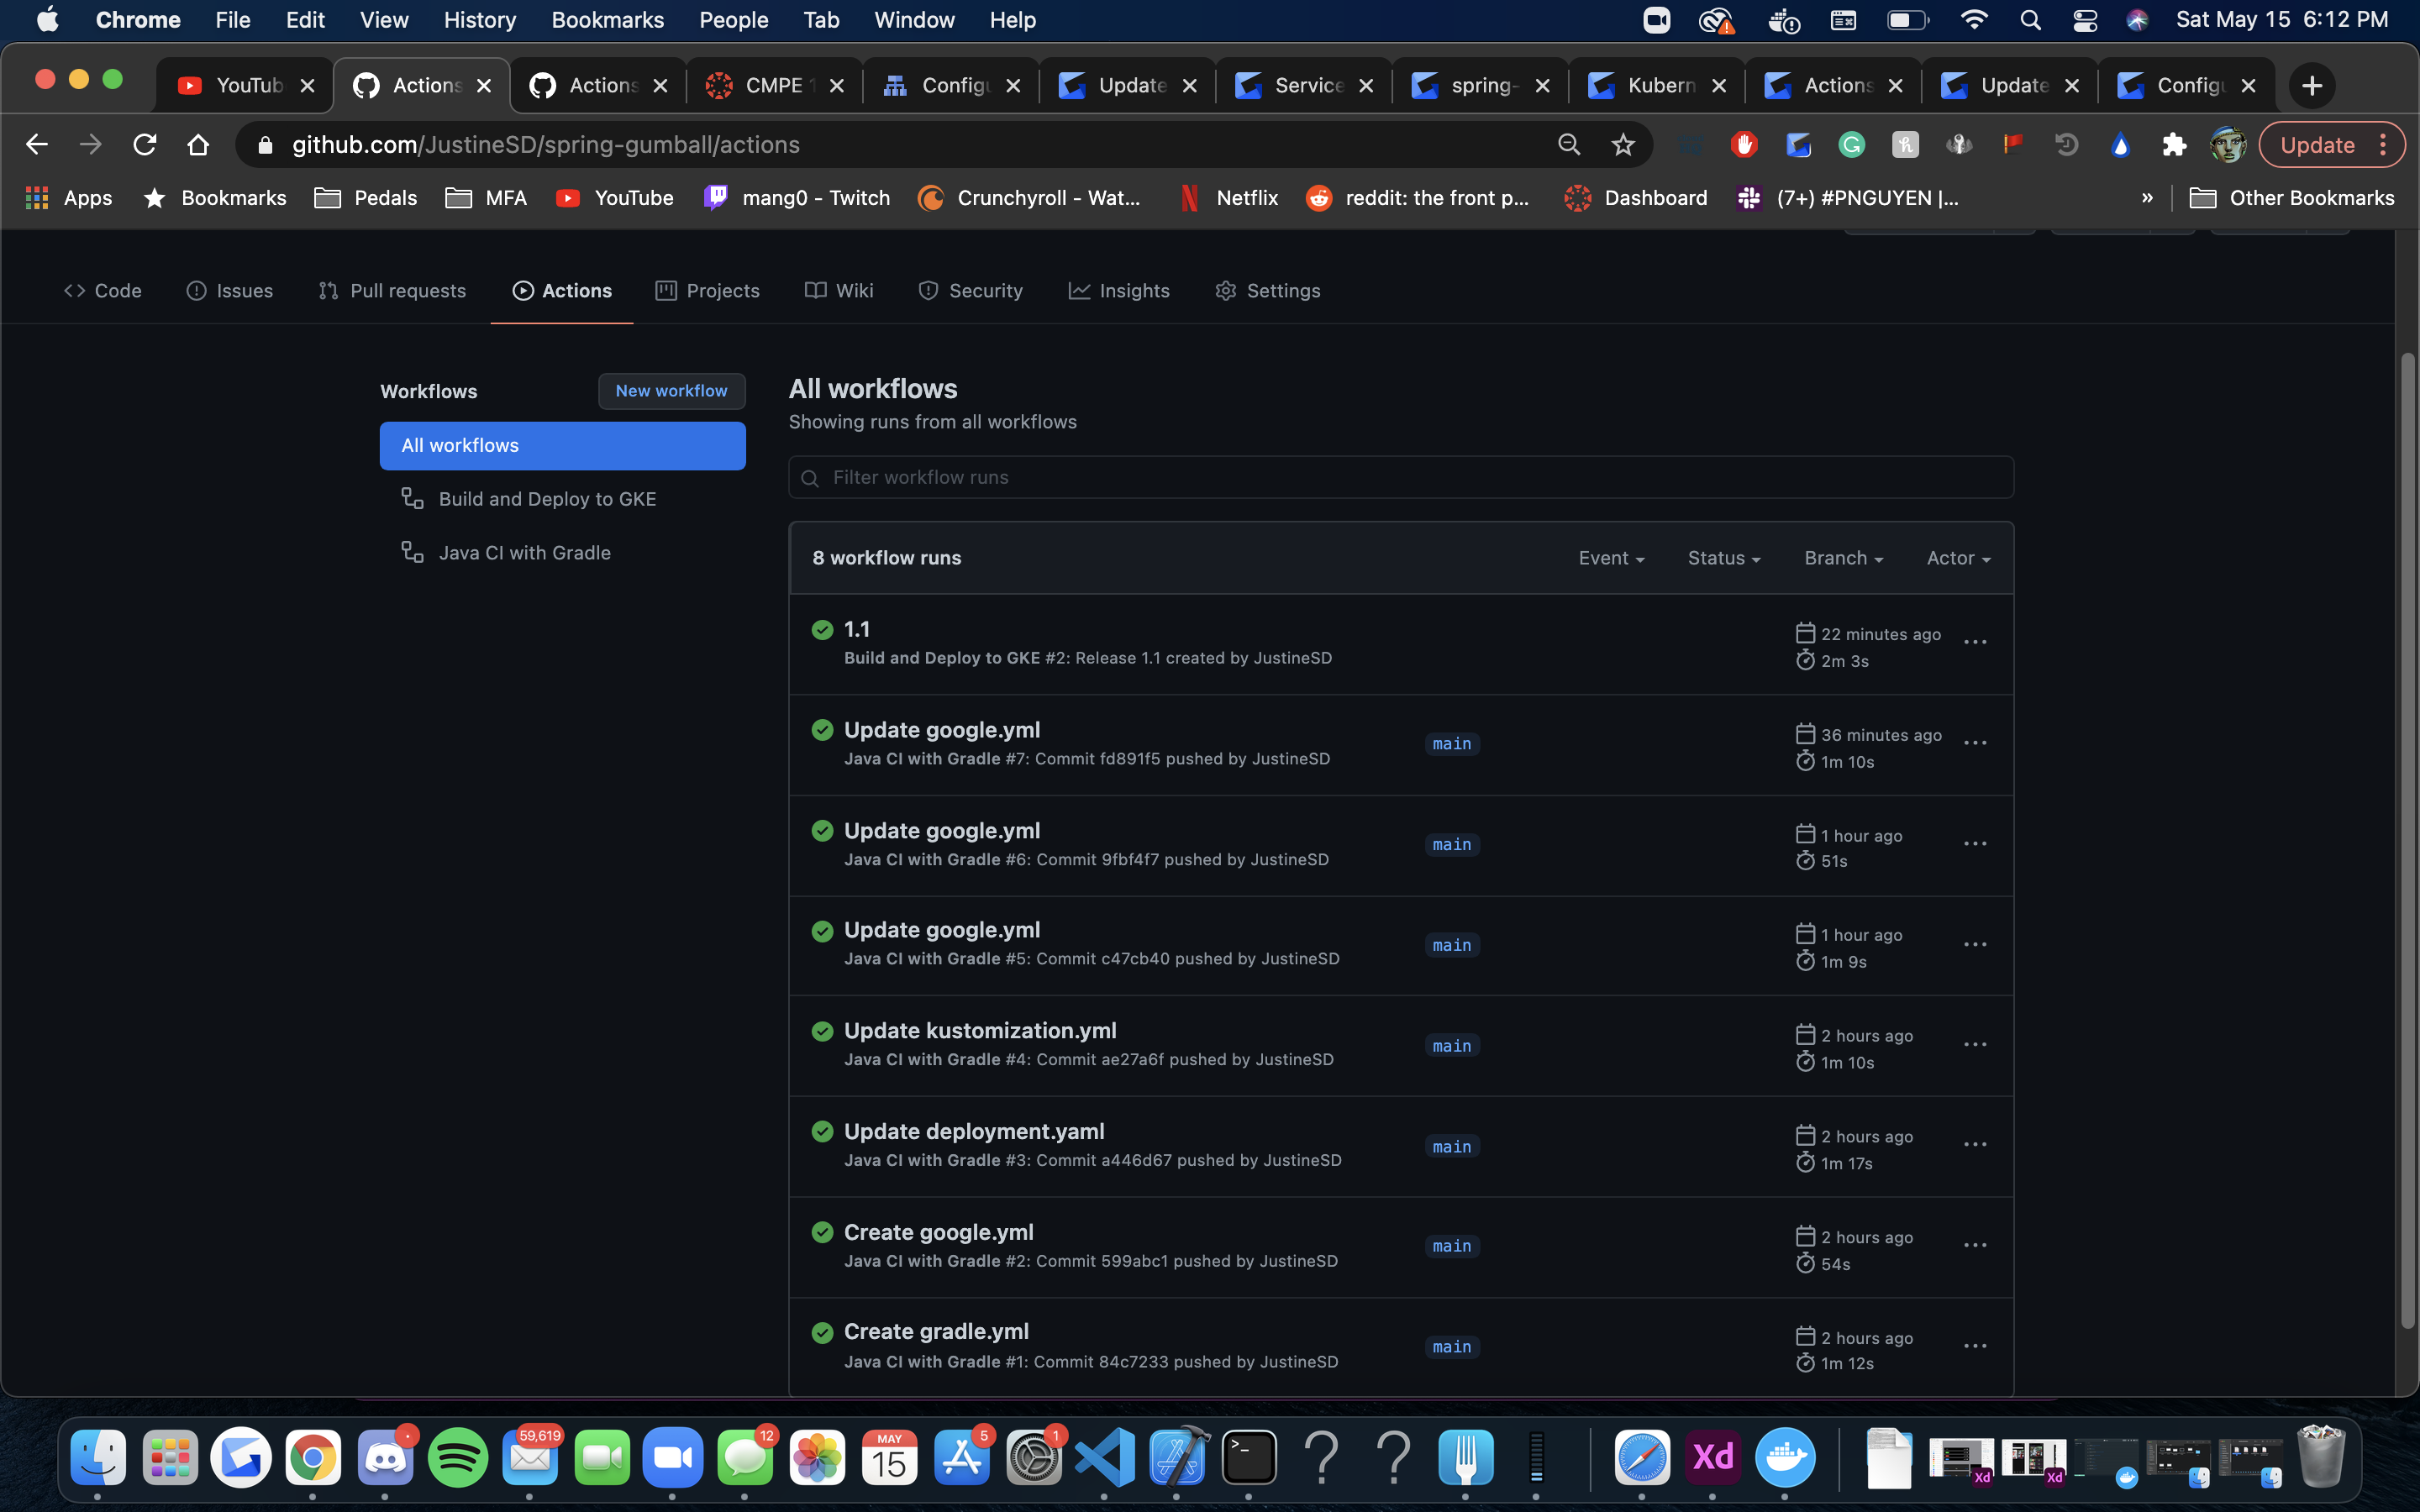 Chrome File Edit View History Bookmarks People Tab Window Help Sat May 15 6:12 PM
YouTub Actions Actions CMPE 1 Configu Update Service spring- Kubern Actions Update Configu
github.com/JustineSD/spring-gumball/actions Update
Apps Bookmarks Pedals MFA YouTube mang0 - Twitch Crunchyroll - Wat... Netflix reddit: the front p... Dashboard (7+) #PNGUYEN |... » Other Bookmarks
Code Issues Pull requests Actions Projects Wiki Security Insights Settings
Workflows New workflow
All workflows
Build and Deploy to GKE
Java CI with Gradle
All workflows
Showing runs from all workflows
Filter workflow runs
8 workflow runs Event Status Branch Actor
1.1
Build and Deploy to GKE #2: Release 1.1 created by JustineSD
22 minutes ago
2m 3s
Update google.yml
Java CI with Gradle #7: Commit fd891f5 pushed by JustineSD
main
36 minutes ago
1m 10s
Update google.yml
Java CI with Gradle #6: Commit 9fbf4f7 pushed by JustineSD
main
1 hour ago
51s
Update google.yml
Java CI with Gradle #5: Commit c47cb40 pushed by JustineSD
main
1 hour ago
1m 9s
Update kustomization.yml
Java CI with Gradle #4: Commit ae27a6f pushed by JustineSD
main
2 hours ago
1m 10s
Update deployment.yaml
Java CI with Gradle #3: Commit a446d67 pushed by JustineSD
main
2 hours ago
1m 17s
Create google.yml
Java CI with Gradle #2: Commit 599abc1 pushed by JustineSD
main
2 hours ago
54s
Create gradle.yml
Java CI with Gradle #1: Commit 84c7233 pushed by JustineSD
main
2 hours ago
1m 12s
59,619 12 MAY 15 5 1 >_ ? ? Xd Xd Xd